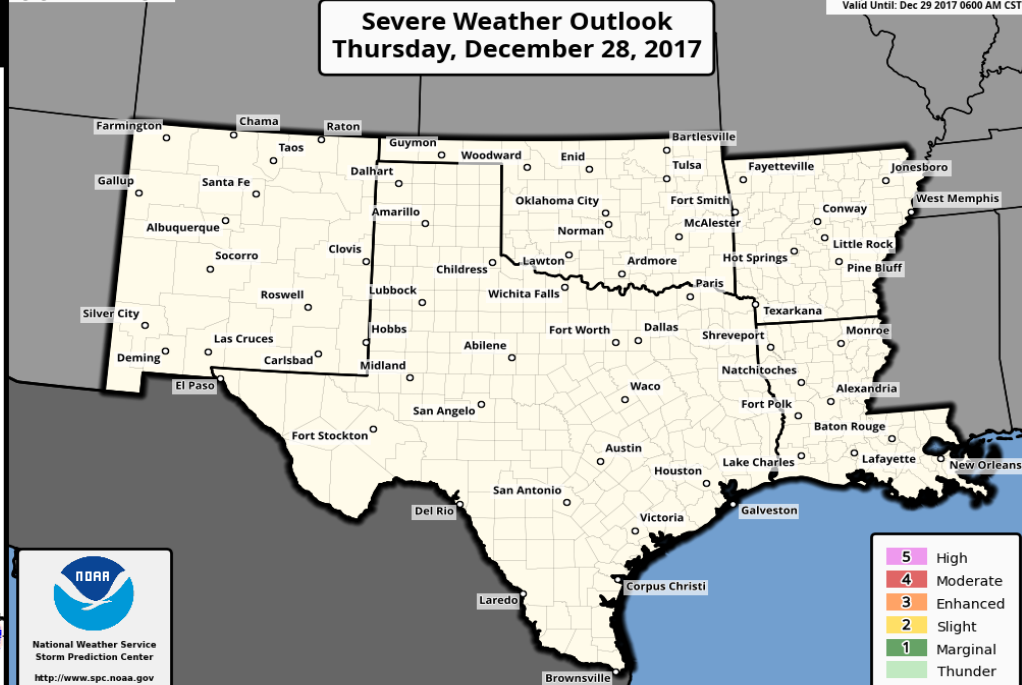 Valid Until: Dec 29 2017 0600 AM CST
Severe Weather Outlook
Thursday, December 28, 2017
Farmington
Chama
Raton
Taos
Guymon
Woodward
Enid
Bartlesville
Tulsa
Fayetteville
Jonesboro
Gallup
Santa Fe
Dalhart
Oklahoma City
Fort Smith
West Memphis
Albuquerque
Amarillo
Norman
McAlester
Conway
Socorro
Clovis
Childress
Lawton
Ardmore
Hot Springs
Little Rock
Pine Bluff
Roswell
Lubbock
Wichita Falls
Paris
Texarkana
Silver City
Las Cruces
Hobbs
Abilene
Fort Worth
Dallas
Shreveport
Monroe
Deming
Carlsbad
Midland
Natchitoches
El Paso
Waco
Alexandria
San Angelo
Fort Polk
Fort Stockton
Baton Rouge
Austin
Houston
Lake Charles
Lafayette
New Orleans
San Antonio
Del Rio
Victoria
Galveston
Corpus Christi
Laredo
Brownsville
NOAA
National Weather Service
Storm Prediction Center
http://www.spc.noaa.gov
5 High
4 Moderate
3 Enhanced
2 Slight
1 Marginal
Thunder